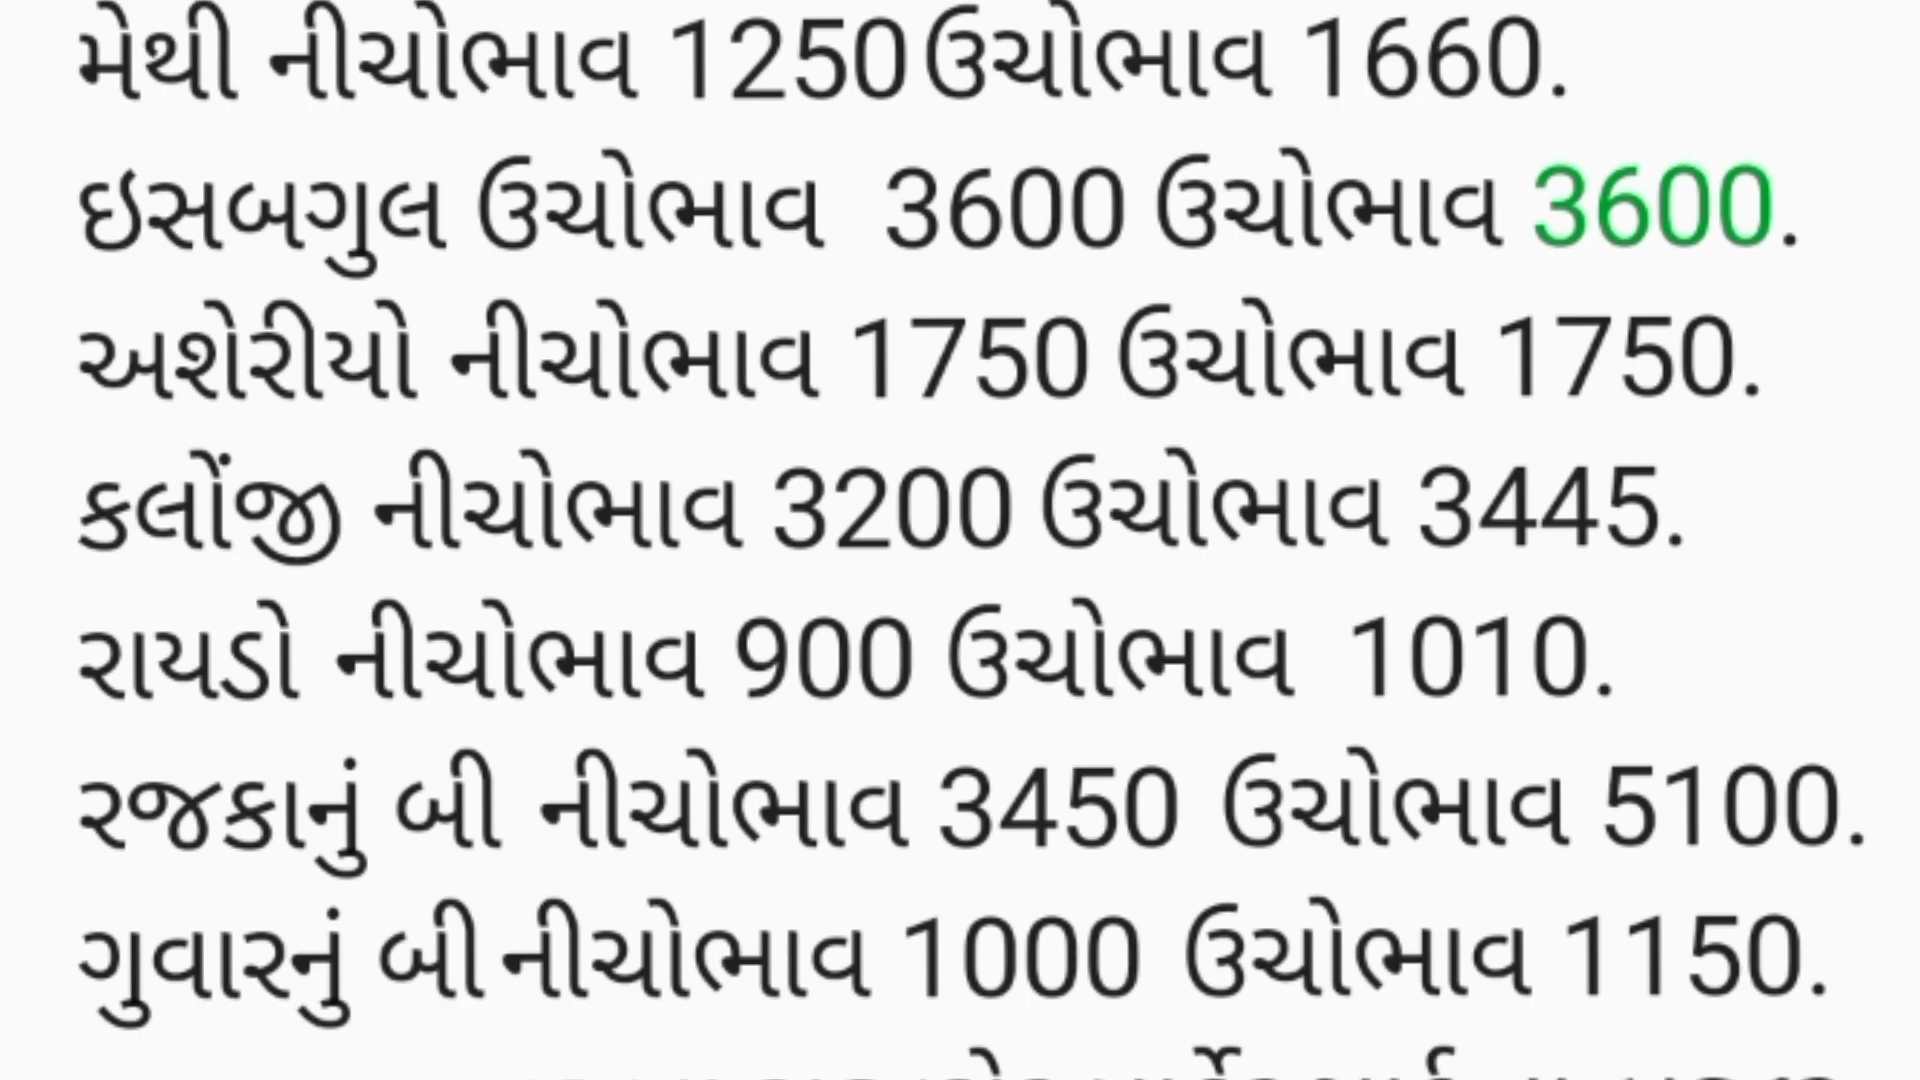 મેથી નીચોભાવ 1250 ઉચોભાવ 1660.
ઇસબગુલ ઉચોભાવ 3600 ઉચોભાવ 3600.
અશેરીયો નીચોભાવ 1750 ઉચોભાવ 1750.
કલોંજી નીચોભાવ 3200 ઉચોભાવ 3445.
રાયડો નીચોભાવ 900 ઉચોભાવ 1010.
રજકાનું બી નીચોભાવ 3450 ઉચોભાવ 5100.
ગુવારનું બી નીચોભાવ 1000 ઉચોભાવ 1150.